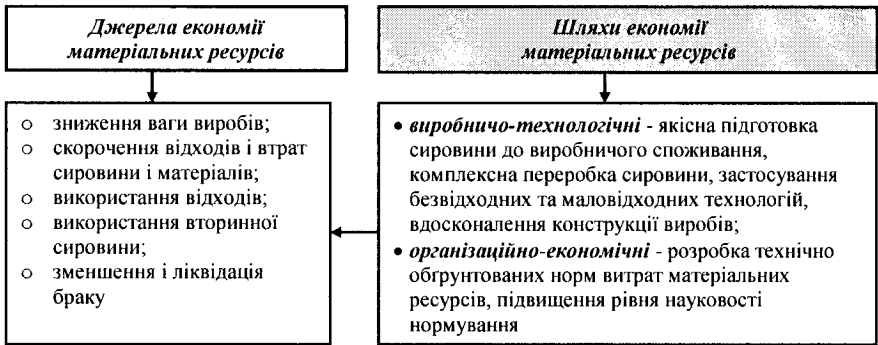 Джерела економії
матеріальних ресурсів
Шляхи економії
матеріальних ресурсів
о зниження ваги виробів;
о скорочення відходів і втрат
сировини і матеріалів;
о використання відходів;
о використання вторинної
сировини;
о зменшення і ліквідація
браку
• виробничо-технологічні - якісна підготовка
сировини до виробничого споживання,
комплексна переробка сировини, застосування
безвідходних та маловідходних технологій,
вдосконалення конструкції виробів;
• організаційно-економічні - розробка технічно
обґрунтованих норм витрат матеріальних
ресурсів, підвищення рівня науковості
нормування